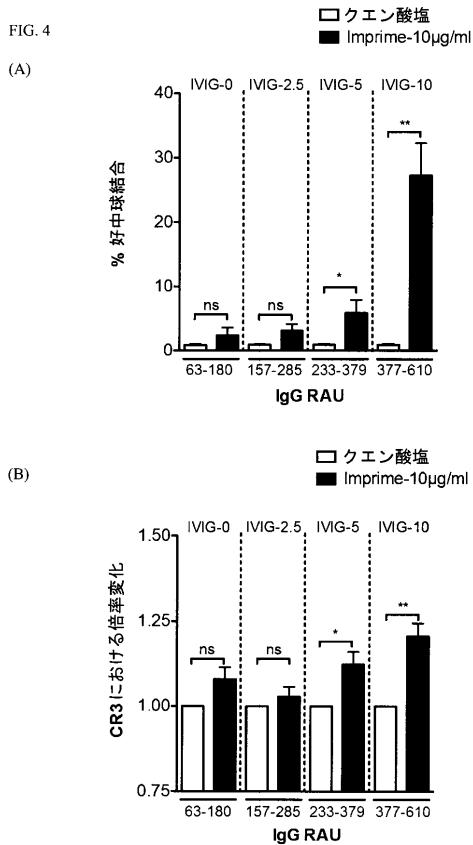 FIG. 4
(A)
クエン酸塩
Imprime-10μg/ml
IVIG-0 IVIG-2.5 IVIG-5 IVIG-10
% 好中球結合
40
30
20
10
0
ns ns * **
63-180 157-285 233-379 377-610
IgG RAU
(B)
クエン酸塩
Imprime-10μg/ml
IVIG-0 IVIG-2.5 IVIG-5 IVIG-10
CR3における倍率変化
1.50
1.25
1.00
0.75
ns ns * **
63-180 157-285 233-379 377-610
IgG RAU